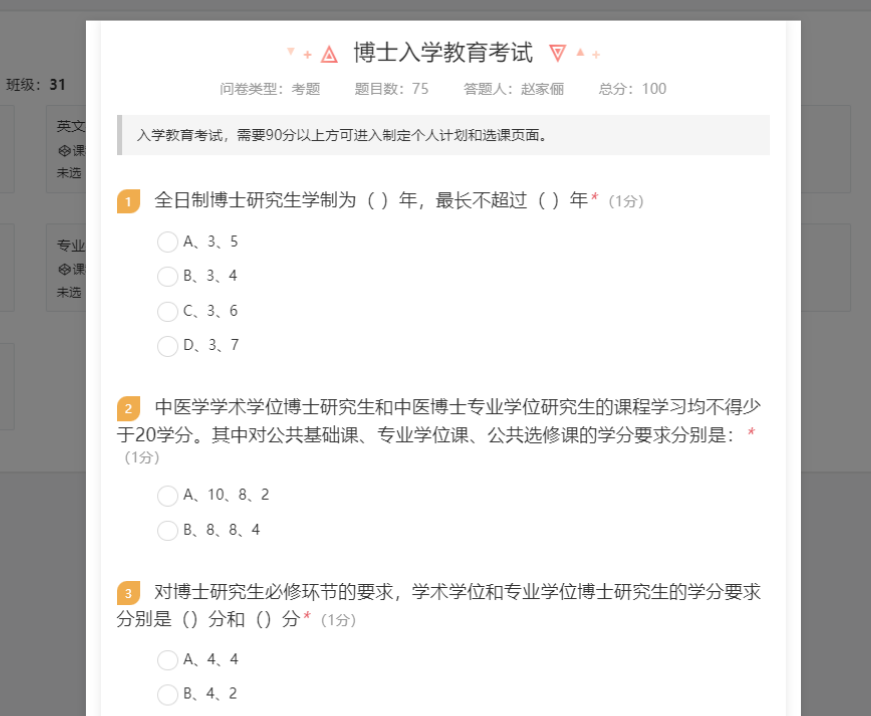 博士入学教育考试
问卷类型：考题 题目数：75 答题人：赵家俪 总分：100
班级：31
入学教育考试，需要90分以上方可进入制定个人计划和选课页面。
英文
课
未选
专业
课
未选
1 全日制博士研究生学制为（ ）年，最长不超过（ ）年*（1分）
A、3、5
B、3、4
C、3、6
D、3、7
2 中医学学术学位博士研究生和中医博士专业学位研究生的课程学习均不得少
于20学分。其中对公共基础课、专业学位课、公共选修课的学分要求分别是：*
（1分）
A、10、8、2
B、8、8、4
3 对博士研究生必修环节的要求，学术学位和专业学位博士研究生的学分要求
分别是（）分和（）分*（1分）
A、4、4
B、4、2